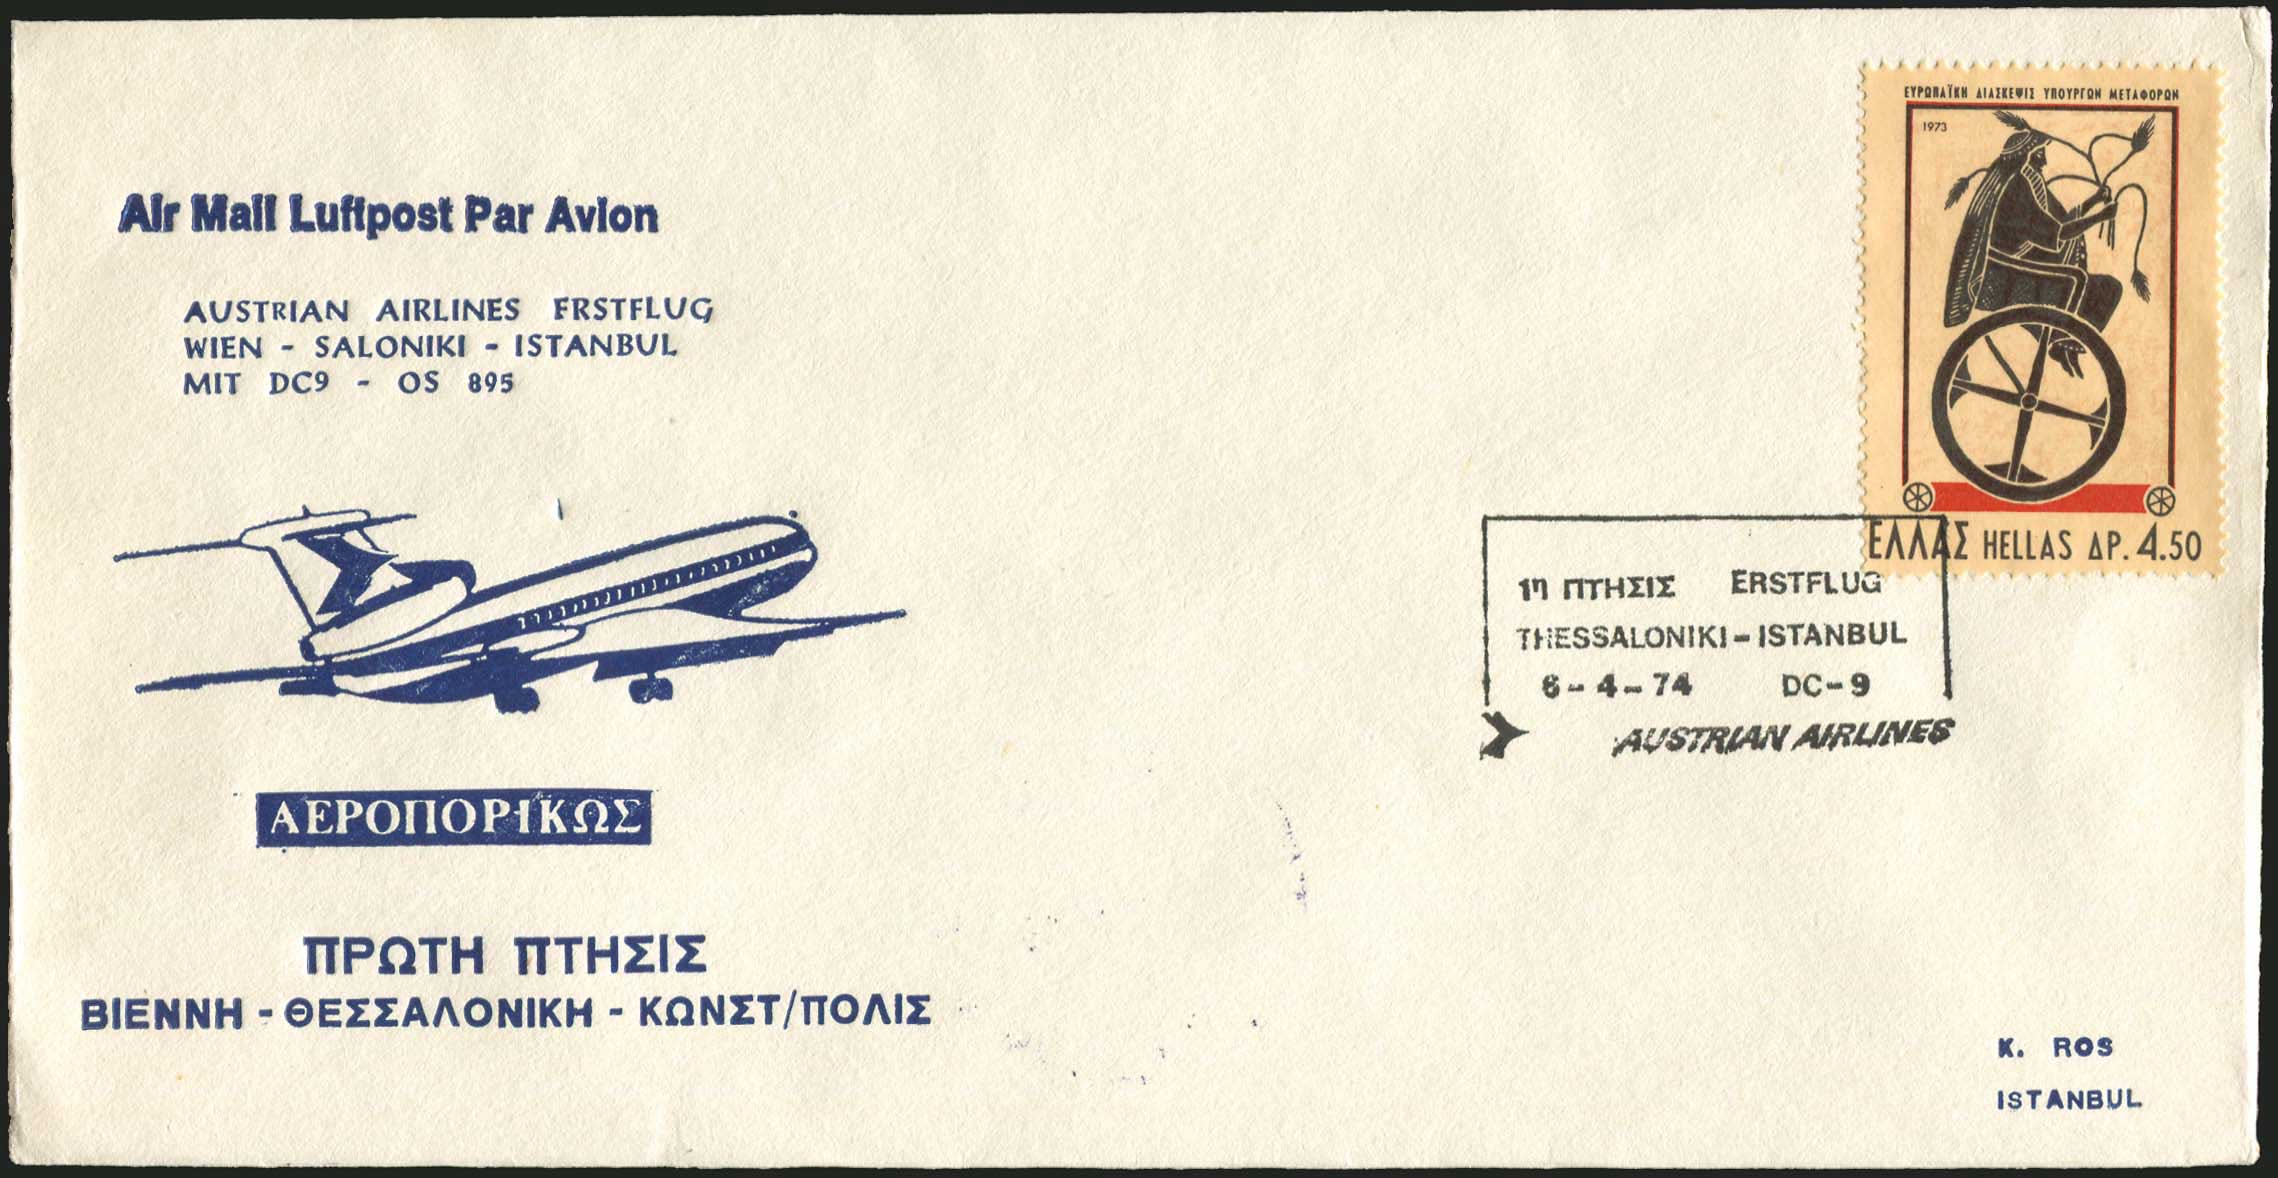 Air Mail Luftpost Par Avion
AUSTRIAN AIRLINES FRSTFLUG
WIEN - SALONIKI - ISTANBUL
MIT DC9 - OS 895
ΑΕΡΟΠΟΡΙΚΩΣ
ΠΡΩΤΗ ΠΤΗΣΙΣ
ΒΙΕΝΝΗ - ΘΕΣΣΑΛΟΝΙΚΗ - ΚΩΝΣΤ/ΠΟΛΙΣ
ΕΥΡΩΠΑΪΚΗ ΔΙΑΣΚΕΨΙΣ ΥΠΟΥΡΓΩΝ ΜΕΤΑΦΟΡΩΝ
1973
ΕΛΛΑΣ HELLAS ΔΡ. 4.50
1η ΠΤΗΣΙΣ ERSTFLUG
THESSALONIKI - ISTANBUL
6 - 4 - 74 DC - 9
AUSTRIAN AIRLINES
K. ROS
ISTANBUL